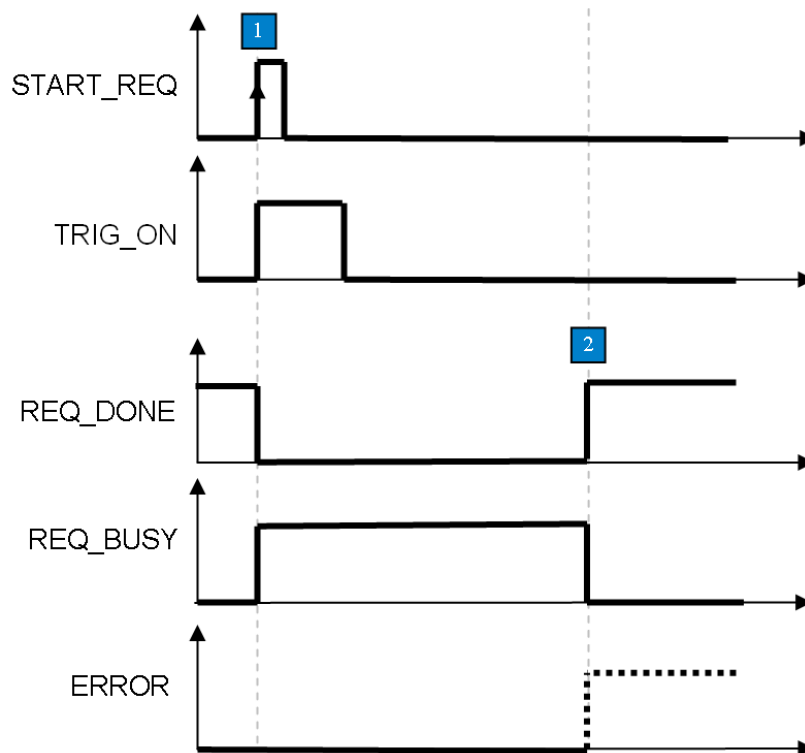 1
START_REQ
TRIG_ON
2
REQ_DONE
REQ_BUSY
ERROR